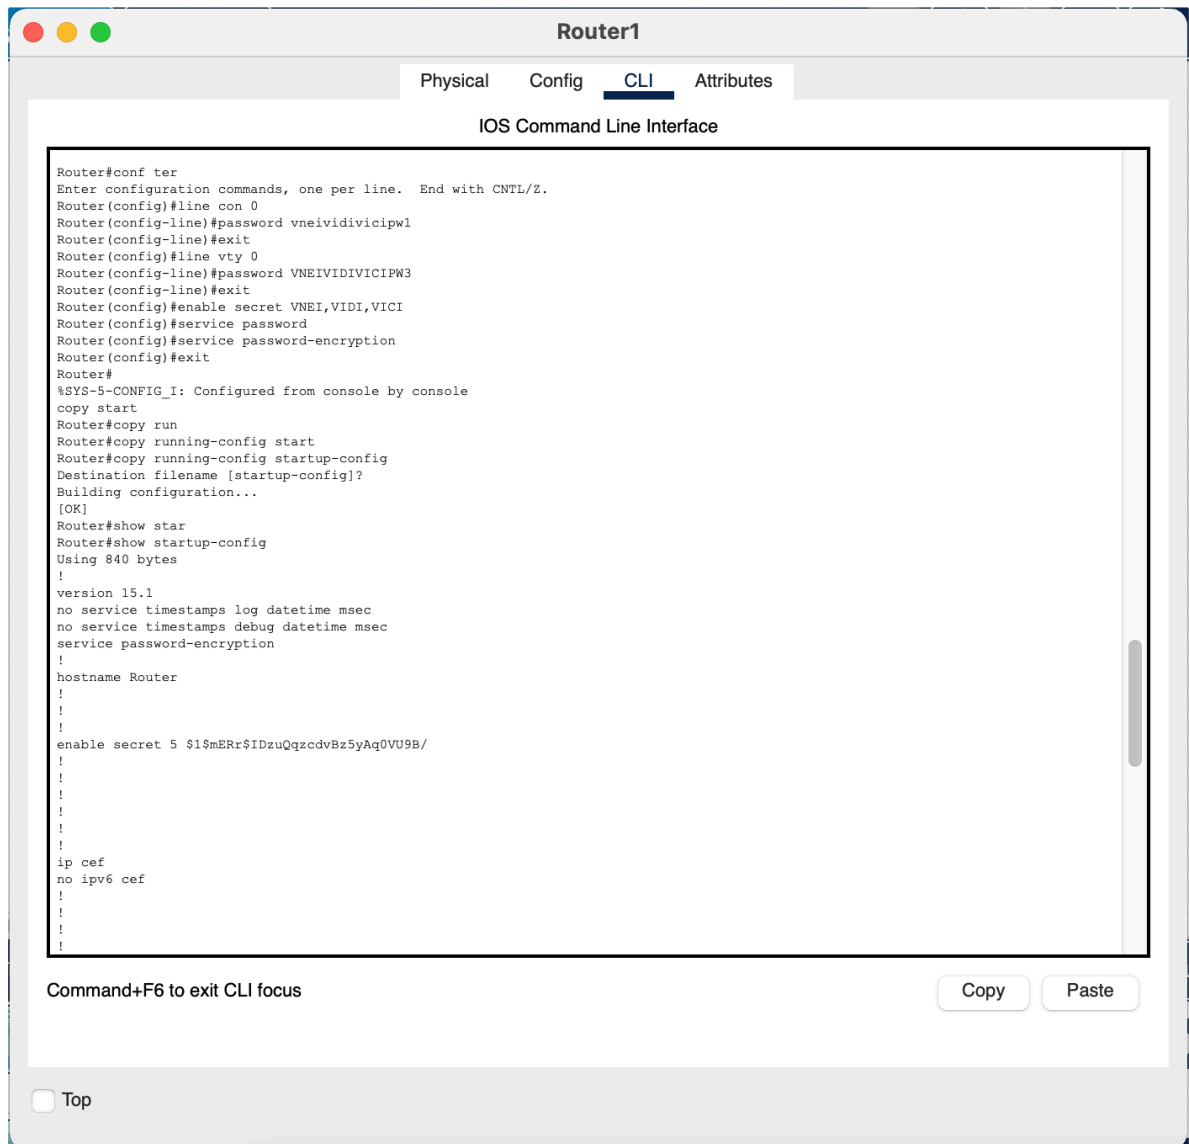 Router1
Physical Config CLI Attributes
IOS Command Line Interface
Router#conf ter
Enter configuration commands, one per line.  End with CNTL/Z.
Router(config)#line con 0
Router(config-line)#password vneividivicipw1
Router(config-line)#exit
Router(config)#line vty 0
Router(config-line)#password VNEIVIDIVICIPW3
Router(config-line)#exit
Router(config)#enable secret VNEI,VIDI,VICI
Router(config)#service password
Router(config)#service password-encryption
Router(config)#exit
Router#
%SYS-5-CONFIG_I: Configured from console by console
copy start
Router#copy run
Router#copy running-config start
Router#copy running-config startup-config
Destination filename [startup-config]?
Building configuration...
[OK]
Router#show star
Router#show startup-config
Using 840 bytes
!
version 15.1
no service timestamps log datetime msec
no service timestamps debug datetime msec
service password-encryption
!
hostname Router
!
!
!
enable secret 5 $1$mERr$IDzuQqzcdvBz5yAq0VU9B/
!
!
!
!
!
!
ip cef
no ipv6 cef
!
!
!
!
Command+F6 to exit CLI focus
Copy Paste
Top